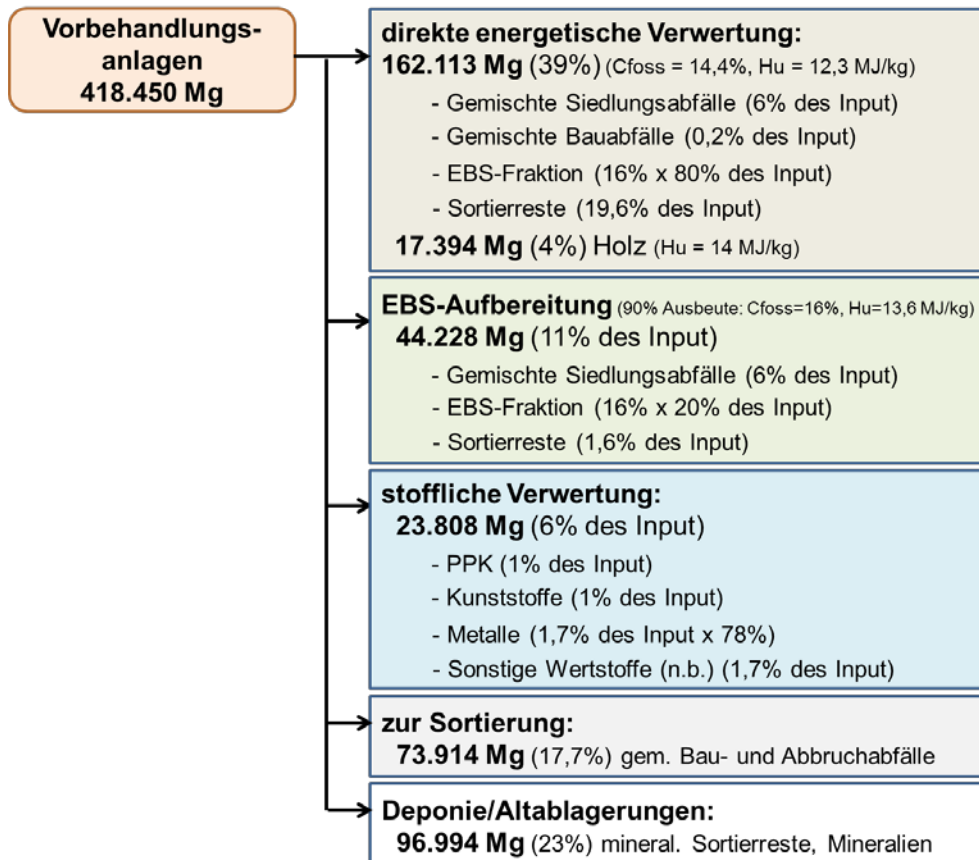 Vorbehandlungs-
anlagen
418.450 Mg
direkte energetische Verwertung:
162.113 Mg (39%) (Cfoss = 14,4%, Hu = 12,3 MJ/kg)
- Gemischte Siedlungsabfälle (6% des Input)
- Gemischte Bauabfälle (0,2% des Input)
- EBS-Fraktion (16% x 80% des Input)
- Sortierreste (19,6% des Input)
17.394 Mg (4%) Holz (Hu = 14 MJ/kg)
EBS-Aufbereitung (90% Ausbeute: Cfoss=16%, Hu=13,6 MJ/kg)
44.228 Mg (11% des Input)
- Gemischte Siedlungsabfälle (6% des Input)
- EBS-Fraktion (16% x 20% des Input)
- Sortierreste (1,6% des Input)
stoffliche Verwertung:
23.808 Mg (6% des Input)
- PPK (1% des Input)
- Kunststoffe (1% des Input)
- Metalle (1,7% des Input x 78%)
- Sonstige Wertstoffe (n.b.) (1,7% des Input)
zur Sortierung:
73.914 Mg (17,7%) gem. Bau- und Abbruchabfälle
Deponie/Altablagerungen:
96.994 Mg (23%) mineral. Sortierreste, Mineralien